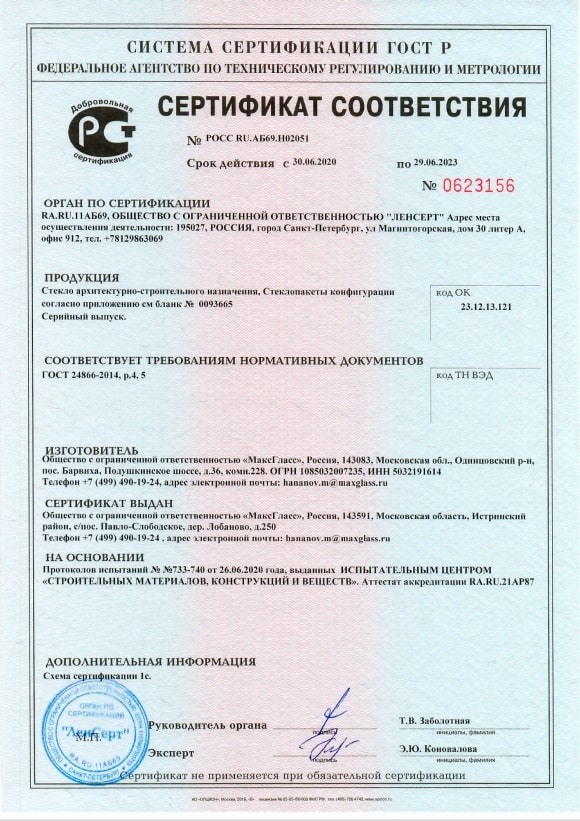 СИСТЕМА СЕРТИФИКАЦИИ ГОСТ Р
ФЕДЕРАЛЬНОЕ АГЕНТСТВО ПО ТЕХНИЧЕСКОМУ РЕГУЛИРОВАНИЮ И МЕТРОЛОГИИ
Добровольная
сертификация
СЕРТИФИКАТ СООТВЕТСТВИЯ
№ РОСС RU.АБ69.Н02051
Срок действия с 30.06.2020 по 29.06.2023
№ 0623156
ОРГАН ПО СЕРТИФИКАЦИИ
RA.RU.11АБ69, ОБЩЕСТВО С ОГРАНИЧЕННОЙ ОТВЕТСТВЕННОСТЬЮ "ЛЕНСЕРТ" Адрес места
осуществления деятельности: 195027, РОССИЯ, город Санкт-Петербург, ул Магнитогорская, дом 30 литер А,
офис 912, тел. +78129863069
ПРОДУКЦИЯ
Стекло архитектурно-строительного назначения, Стеклопакеты конфигурации
согласно приложению см бланк № 0093665
Серийный выпуск.
код ОК
23.12.13.121
СООТВЕТСТВУЕТ ТРЕБОВАНИЯМ НОРМАТИВНЫХ ДОКУМЕНТОВ
ГОСТ 24866-2014, р.4, 5
код ТН ВЭД
ИЗГОТОВИТЕЛЬ
Общество с ограниченной ответственностью «МаксГласс», Россия, 143083, Московская обл., Одинцовский р-н,
пос. Барвиха, Подушкинское шоссе, д.36, комн.228. ОГРН 1085032007235, ИНН 5032191614
Телефон +7 (499) 490-19-24, адрес электронной почты: hananov.m@maxglass.ru
СЕРТИФИКАТ ВЫДАН
Общество с ограниченной ответственностью «МаксГласс», Россия, 143591, Московская область, Истринский
район, с/пос. Павло-Слободское, дер. Лобаново, д.250
Телефон +7 (499) 490-19-24 , адрес электронной почты: hananov.m@maxglass.ru
НА ОСНОВАНИИ
Протоколов испытаний № №733-740 от 26.06.2020 года, выданных ИСПЫТАТЕЛЬНЫМ ЦЕНТРОМ
«СТРОИТЕЛЬНЫХ МАТЕРИАЛОВ, КОНСТРУКЦИЙ И ВЕЩЕСТВ». Аттестат аккредитации RA.RU.21АР87
ДОПОЛНИТЕЛЬНАЯ ИНФОРМАЦИЯ
Схема сертификации 1с.
ОРГАН ПО
СЕРТИФИКАЦИИ
"ЛенСерт"
М.П.
RA.RU.11АБ69
САНКТ-ПЕТЕРБУРГ
Руководитель органа
подпись
Т.В. Заболотная
инициалы, фамилия
Эксперт
подпись
Э.Ю. Коновалова
инициалы, фамилия
Сертификат не применяется при обязательной сертификации